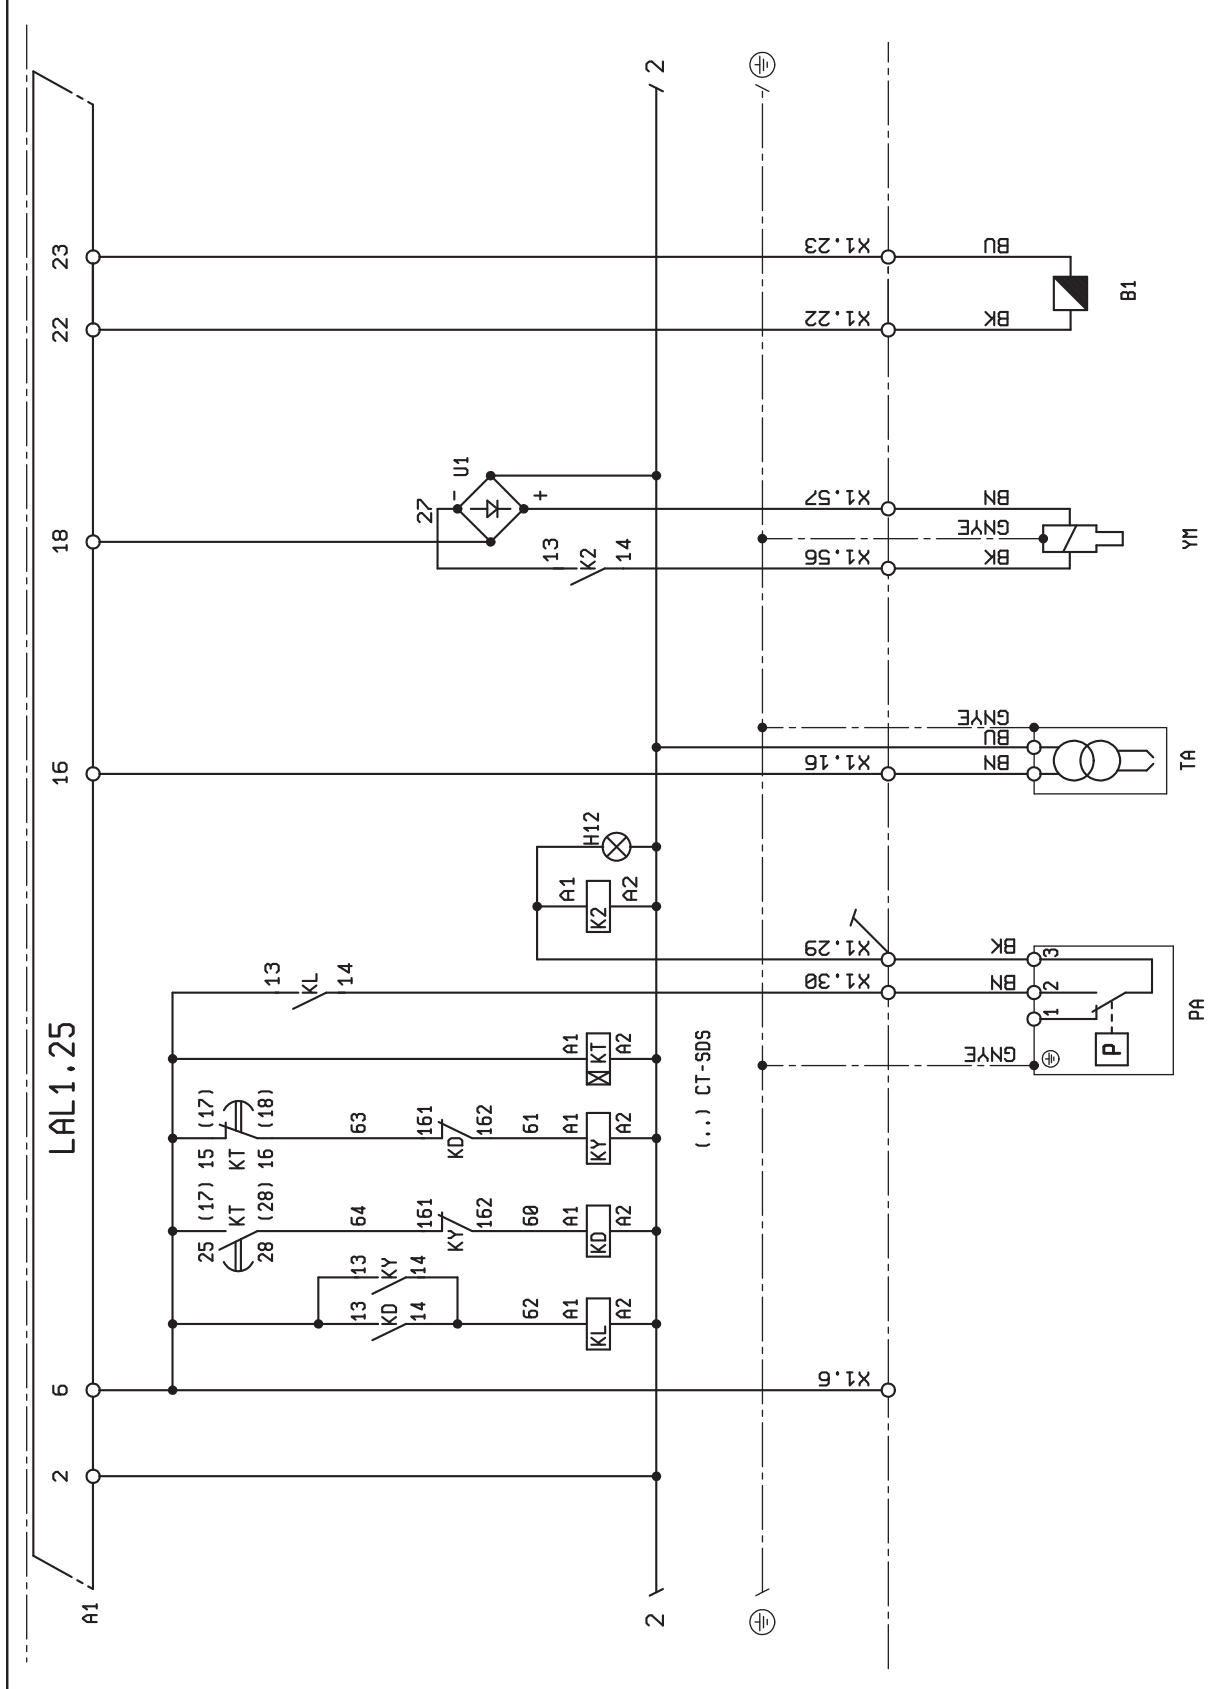 LAL1.25
A1
2
6
16
18
22
23
15 (17)
KT
16 (18)
25 (17)
KT
28 (28)
63
64
161
KD
162
161
KY
162
13
KY
14
13
KD
14
62
60
61
A1
KL
A2
A1
KD
A2
A1
KY
A2
A1
KT
A2
13
KL
14
A1
K2
A2
H12
27
-
U1
+
13
K2
14
2
2
(..) CT-SDS
X1.6
X1.30
X1.29
X1.16
X1.56
X1.57
X1.22
X1.23
GNYE
BN
BK
BN
BU
GNYE
BK
GNYE
BN
BK
BU
1
2
3
P
PA
TA
YM
B1